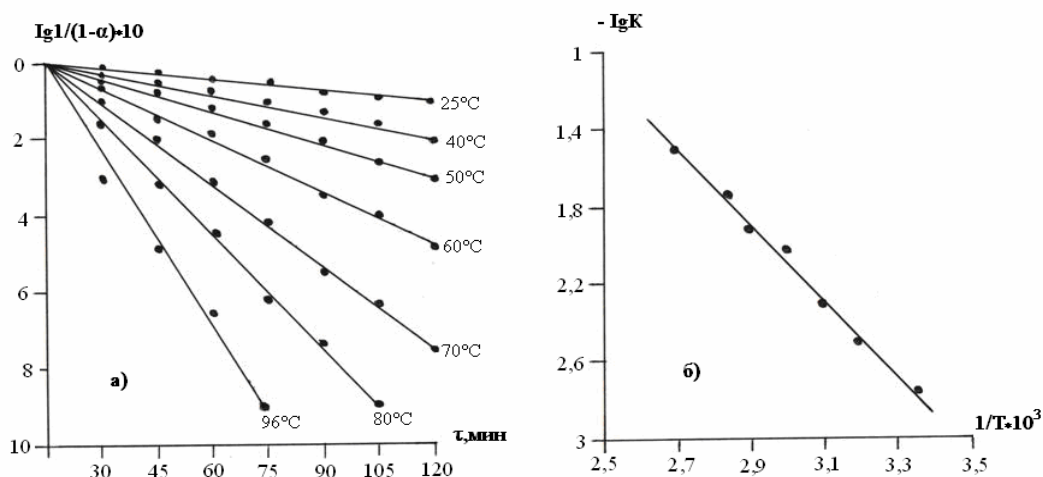 lg1/(1-α)*10
0
2
4
6
8
10
25°C
40°C
50°C
60°C
70°C
80°C
96°C
а)
τ,мин
30 45 60 75 90 105 120
- lgK
1
1,4
1,8
2,2
2,6
3
б)
1/T*10³
2,5 2,7 2,9 3,1 3,3 3,5